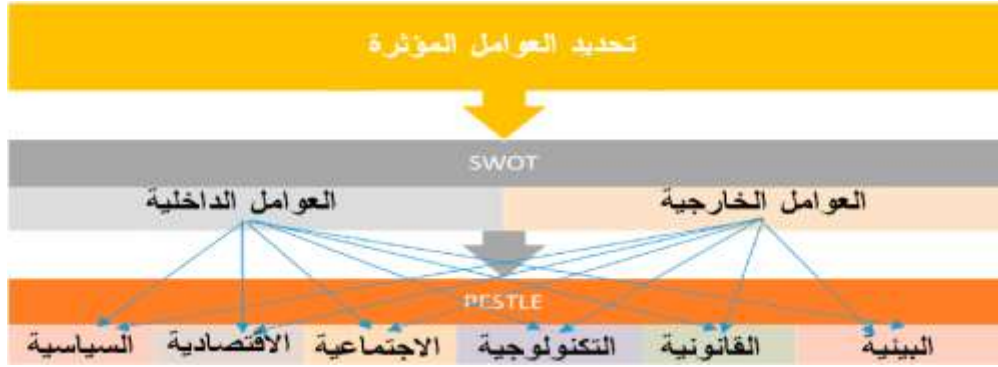 تحديد العوامل المؤثرة
SWOT
العوامل الخارجية
العوامل الداخلية
PESTLE
البيئية
القانونية
التكنولوجية
الاجتماعية
الاقتصادية
السياسية